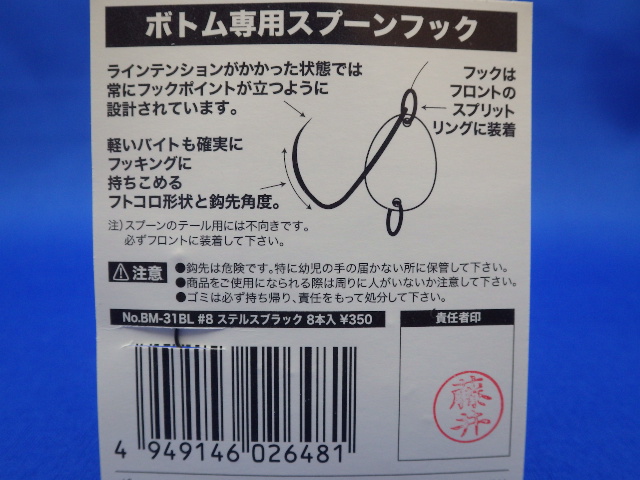 ボトム専用スプーンフック
ラインテンションがかかった状態では
常にフックポイントが立つように
設計されています。
フックは
フロントの
スプリット
リングに装着
軽いバイトも確実に
フッキングに
持ちこめる
フトコロ形状と鈎先角度。
注)スプーンのテール用には不向きです。
必ずフロントに装着して下さい。
注意
●鈎先は危険です。特に幼児の手の届かない所に保管して下さい。
●商品をご使用になられる際は周りに人がいないか注意して下さい。
●ゴミは必ず持ち帰り、責任をもって処分して下さい。
No.BM-31BL #8 ステルスブラック 8本入 ¥350
責任者印
藤井
4 949146 026481